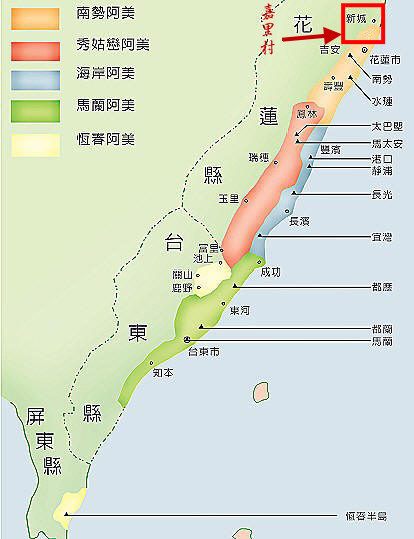 南勢阿美
秀姑巒阿美
海岸阿美
馬蘭阿美
恆春阿美
嘉里村
花
蓮
縣
新城
吉安
花蓮市
南勢
壽豐
水蓮
鳳林
太巴塱
馬太安
豐濱
港口
靜浦
瑞穗
長光
玉里
長濱
宜灣
台
東
縣
富里
池上
關山
鹿野
成功
都歷
東河
都蘭
馬蘭
台東市
知本
屏
東
縣
恆春半島